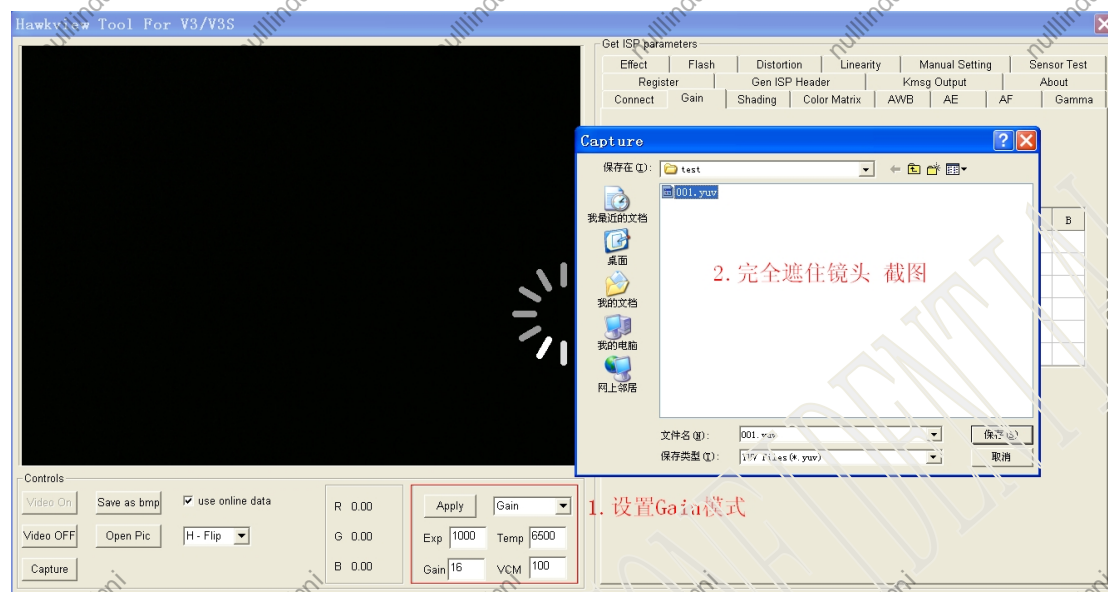 Hawkview Tool For V3/V3S
Get ISP parameters
Effect Flash Distortion Linearity Manual Setting Sensor Test
Register Gen ISP Header Kmsg Output About
Connect Gain Shading Color Matrix AWB AE AF Gamma
Capture
保存在(I): test
001.yuv
我最近的文档
桌面
我的文档
我的电脑
网上邻居
B
2. 完全遮住镜头 截图
文件名(N): 001.yuv 保存(S)
保存类型(T): YUV Files(*.yuv) 取消
Controls
Video On Save as bmp use online data
Video OFF Open Pic H - Flip
Capture
R 0.00
G 0.00
B 0.00
Apply Gain
Exp 1000 Temp 6500
Gain 16 VCM 100
1. 设置Gain模式